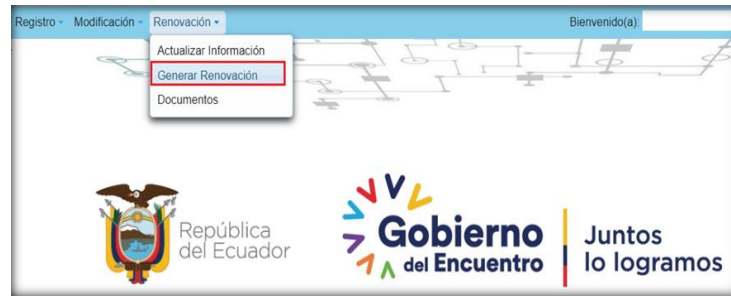 Registro Modificación Renovación Bienvenido(a):
Actualizar Información
Generar Renovación
Documentos
República
del Ecuador
Gobierno
del Encuentro
Juntos
lo logramos